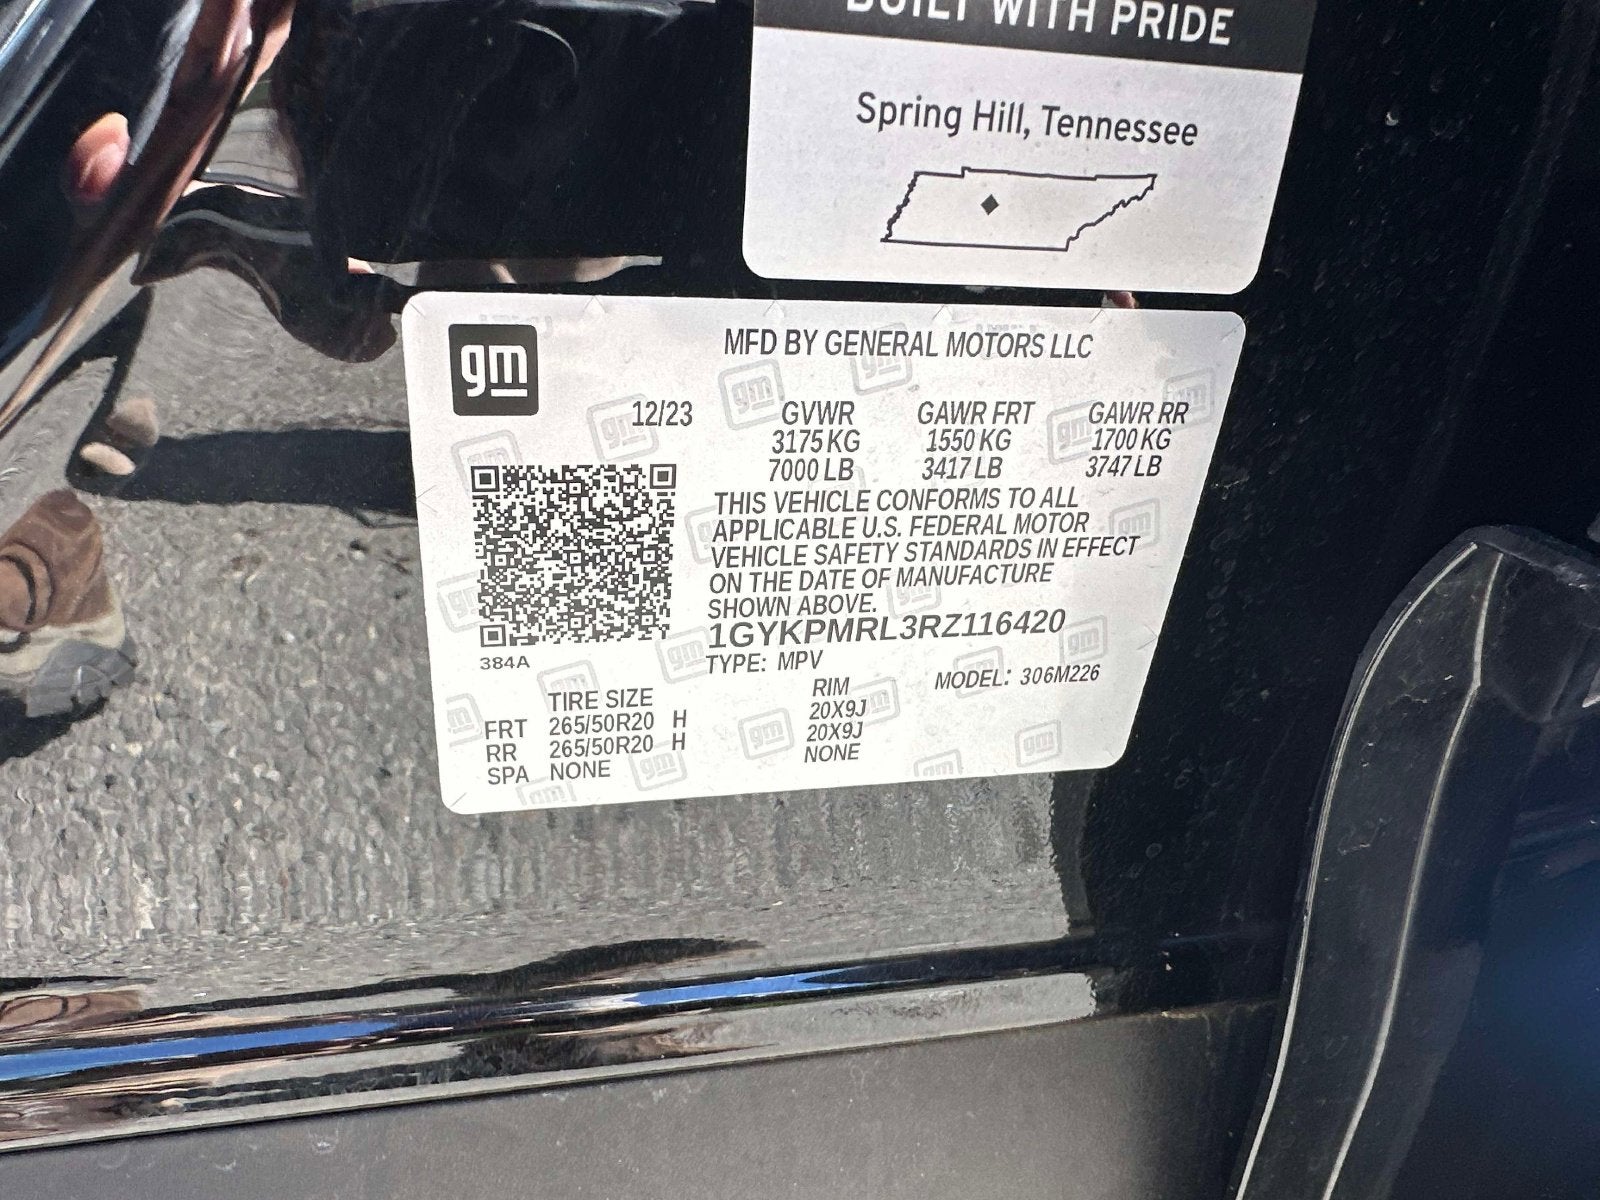 BUILT WITH PRIDE
Spring Hill, Tennessee
gm
MFD BY GENERAL MOTORS LLC
12/23 GVWR GAWR FRT GAWR RR
3175 KG 1550 KG 1700 KG
7000 LB 3417 LB 3747 LB
THIS VEHICLE CONFORMS TO ALL
APPLICABLE U.S. FEDERAL MOTOR
VEHICLE SAFETY STANDARDS IN EFFECT
ON THE DATE OF MANUFACTURE
SHOWN ABOVE.
1GYKPMRL3RZ116420
384A
TYPE: MPV
MODEL: 306M226
TIRE SIZE RIM
FRT 265/50R20 H 20X9J
RR 265/50R20 H 20X9J
SPA NONE NONE